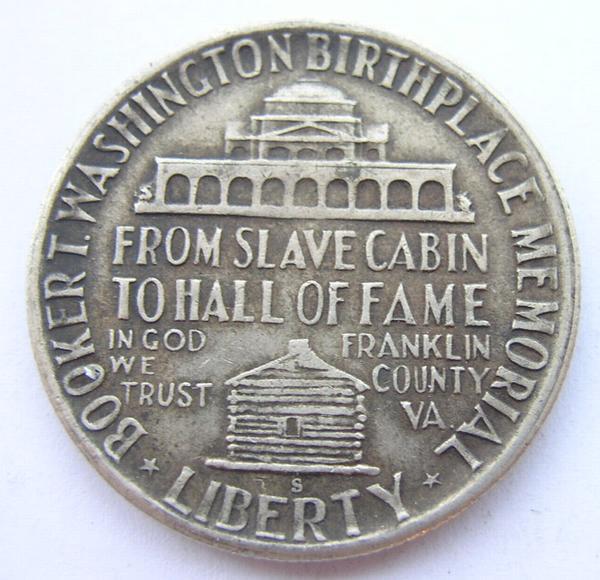 BOOKER T. WASHINGTON BIRTHPLACE MEMORIAL
FROM SLAVE CABIN
TO HALL OF FAME
IN GOD
WE
TRUST
FRANKLIN
COUNTY
VA.
S
★ LIBERTY ★